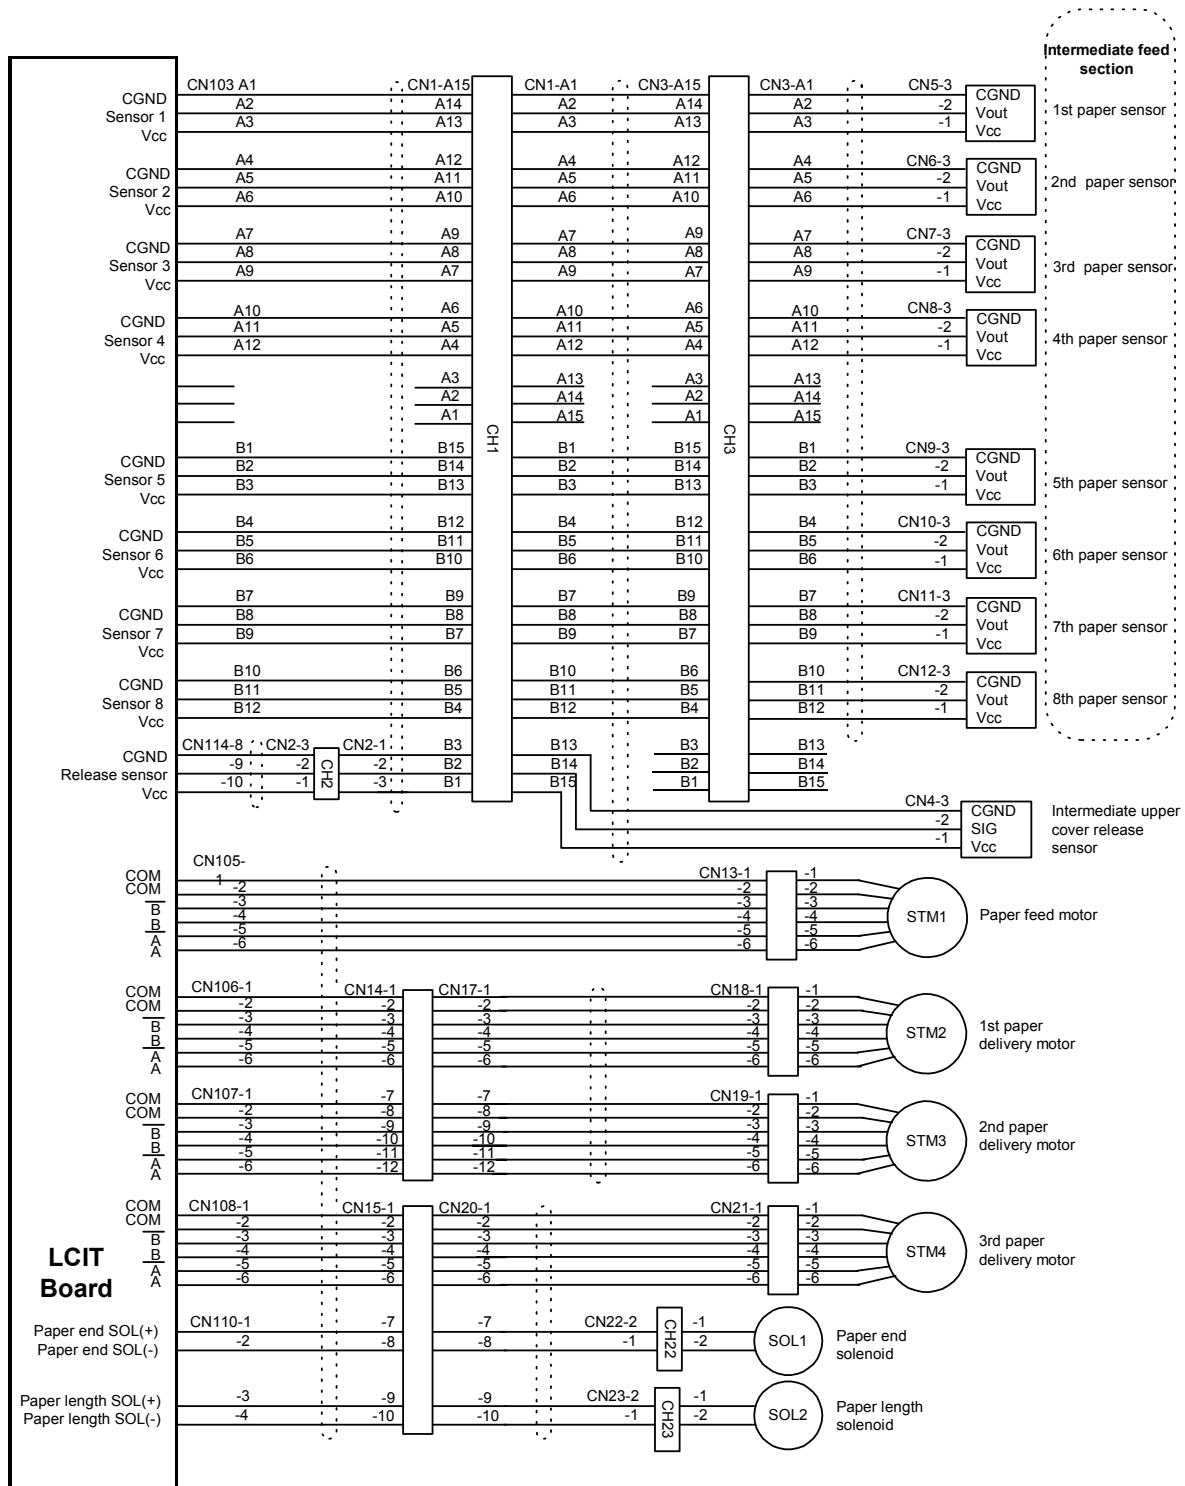 Intermediate feed
section
CN103 A1 CN1-A15 CN1-A1 CN3-A15 CN3-A1 CN5-3
CGND A2 A14 A2 A14 A2 -2 CGND
Sensor 1 A3 A13 A3 A13 A3 -1 Vout 1st paper sensor
Vcc Vcc
A4 A12 A4 A12 A4 CN6-3
CGND A5 A11 A5 A11 A5 -2 CGND
Sensor 2 A6 A10 A6 A10 A6 -1 Vout 2nd paper sensor
Vcc Vcc
A7 A9 A7 A9 A7 CN7-3
CGND A8 A8 A8 A8 A8 -2 CGND
Sensor 3 A9 A7 A9 A7 A9 -1 Vout 3rd paper sensor
Vcc Vcc
A10 A6 A10 A6 A10 CN8-3
CGND A11 A5 A11 A5 A11 -2 CGND
Sensor 4 A12 A4 A12 A4 A12 -1 Vout 4th paper sensor
Vcc Vcc
A3 A13 A3 A13
A2 A14 A2 A14
A1 A15 A1 A15
CH1 CH3
B1 B15 B1 B15 B1 CN9-3
CGND B2 B14 B2 B14 B2 -2 CGND
Sensor 5 B3 B13 B3 B13 B3 -1 Vout 5th paper sensor
Vcc Vcc
B4 B12 B4 B12 B4 CN10-3
CGND B5 B11 B5 B11 B5 -2 CGND
Sensor 6 B6 B10 B6 B10 B6 -1 Vout 6th paper sensor
Vcc Vcc
B7 B9 B7 B9 B7 CN11-3
CGND B8 B8 B8 B8 B8 -2 CGND
Sensor 7 B9 B7 B9 B7 B9 -1 Vout 7th paper sensor
Vcc Vcc
B10 B6 B10 B6 B10 CN12-3
CGND B11 B5 B11 B5 B11 -2 CGND
Sensor 8 B12 B4 B12 B4 B12 -1 Vout 8th paper sensor
Vcc Vcc
CN114-8 CN2-3 CN2-1 B3 B13 B3 B13
CGND -9 -2 CH2 -2 B2 B14 B2 B14
Release sensor -10 -1 -3 B1 B15 B1 B15
Vcc
CN4-3 CGND Intermediate upper
-2 SIG cover release
-1 Vcc sensor
CN105-
COM 1 CN13-1 -1
COM -2 -2 -2
B -3 -3 -3
B -4 -4 -4 STM1 Paper feed motor
A -5 -5 -5
A -6 -6 -6
COM CN106-1 CN14-1 CN17-1 CN18-1 -1
COM -2 -2 -2 -2 -2
B -3 -3 -3 -3 -3
B -4 -4 -4 -4 -4 STM2 1st paper
A -5 -5 -5 -5 -5 delivery motor
A -6 -6 -6 -6 -6
COM CN107-1 -7 -7 CN19-1 -1
COM -2 -8 -8 -2 -2
B -3 -9 -9 -3 -3
B -4 -10 -10 -4 -4 STM3 2nd paper
A -5 -11 -11 -5 -5 delivery motor
A -6 -12 -12 -6 -6
COM CN108-1 CN15-1 CN20-1 CN21-1 -1
COM -2 -2 -2 -2 -2
B -3 -3 -3 -3 -3
B -4 -4 -4 -4 -4 STM4 3rd paper
A -5 -5 -5 -5 -5 delivery motor
A -6 -6 -6 -6 -6
LCIT
Board
Paper end SOL(+) CN110-1 -7 -7 CN22-2 CH22 -1 SOL1 Paper end
Paper end SOL(-) -2 -8 -8 -1 -2 solenoid
Paper length SOL(+) -3 -9 -9 CN23-2 CH23 -1 SOL2 Paper length
Paper length SOL(-) -4 -10 -10 -1 -2 solenoid